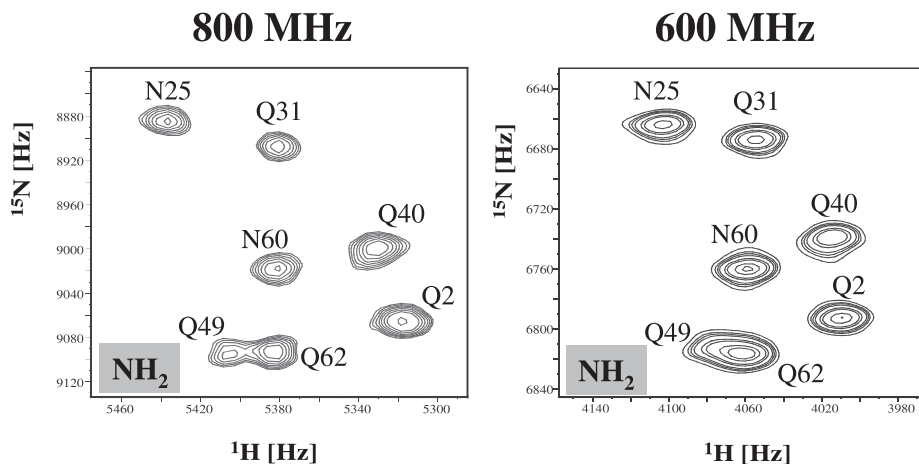 800 MHz
600 MHz
¹⁵N [Hz]
8880
8920
8960
9000
9040
9080
9120
N25
Q31
Q40
N60
Q2
Q49
Q62
NH₂
5460
5420
5380
5340
5300
¹H [Hz]
¹⁵N [Hz]
6640
6680
6720
6760
6800
6840
N25
Q31
Q40
N60
Q2
Q49
Q62
NH₂
4140
4100
4060
4020
3980
¹H [Hz]